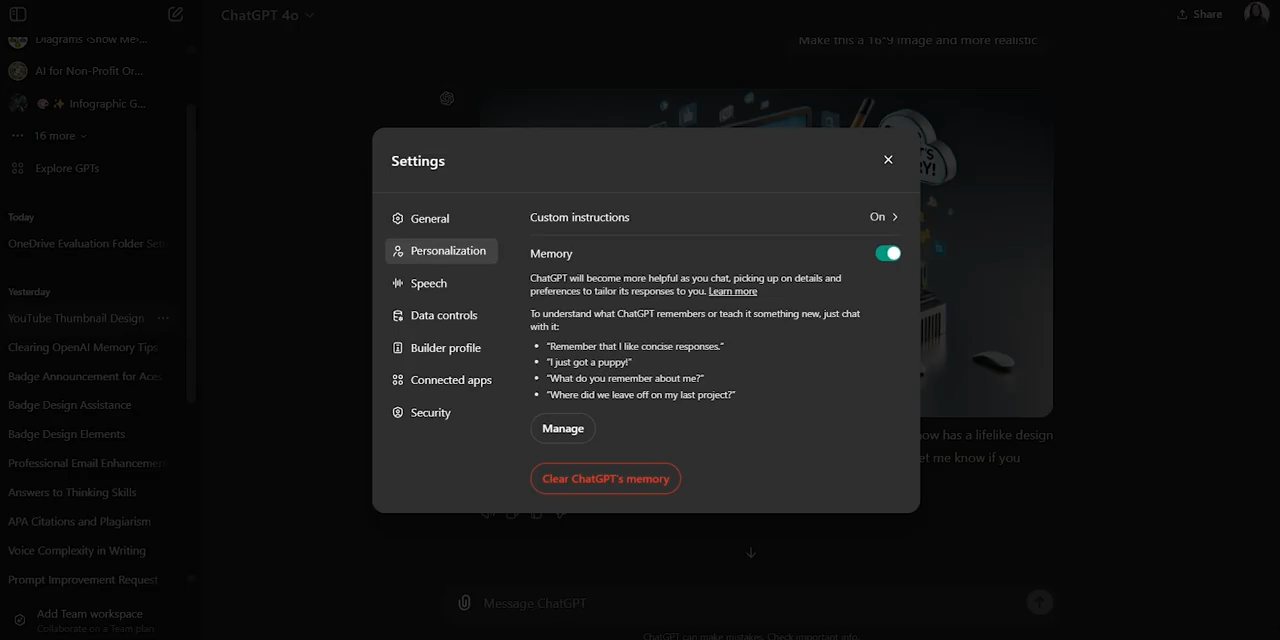 ChatGPT 4o
Share
Diagrams ‹Show Me›...
AI for Non-Profit Or...
Infographic G...
16 more
Explore GPTs
Today
OneDrive Evaluation Folder Set
Yesterday
YouTube Thumbnail Design
Clearing OpenAI Memory Tips
Badge Announcement for Aces
Badge Design Assistance
Badge Design Elements
Professional Email Enhancement
Answers to Thinking Skills
APA Citations and Plagiarism
Voice Complexity in Writing
Prompt Improvement Request
Add Team workspace
Collaborate on a Team plan
Make this a 16*9 image and more realistic
Settings
General
Personalization
Speech
Data controls
Builder profile
Connected apps
Security
Custom instructions
On
Memory
ChatGPT will become more helpful as you chat, picking up on details and
preferences to tailor its responses to you. Learn more
To understand what ChatGPT remembers or teach it something new, just chat
with it:
• “Remember that I like concise responses.”
• “I just got a puppy!”
• “What do you remember about me?”
• “Where did we leave off on my last project?”
Manage
Clear ChatGPT's memory
now has a lifelike design
et me know if you
Message ChatGPT
ChatGPT can make mistakes. Check important info.